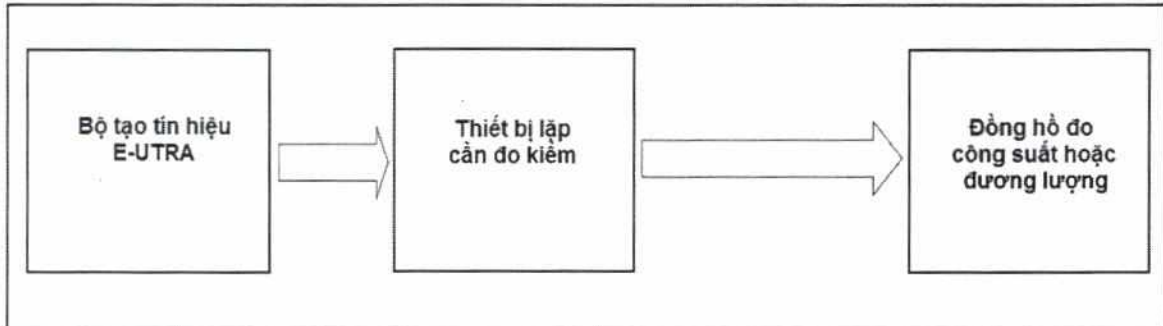 Bộ tạo tín hiệu
E-UTRA
Thiết bị lặp
cần đo kiểm
Đồng hồ đo
công suất hoặc
đương lượng